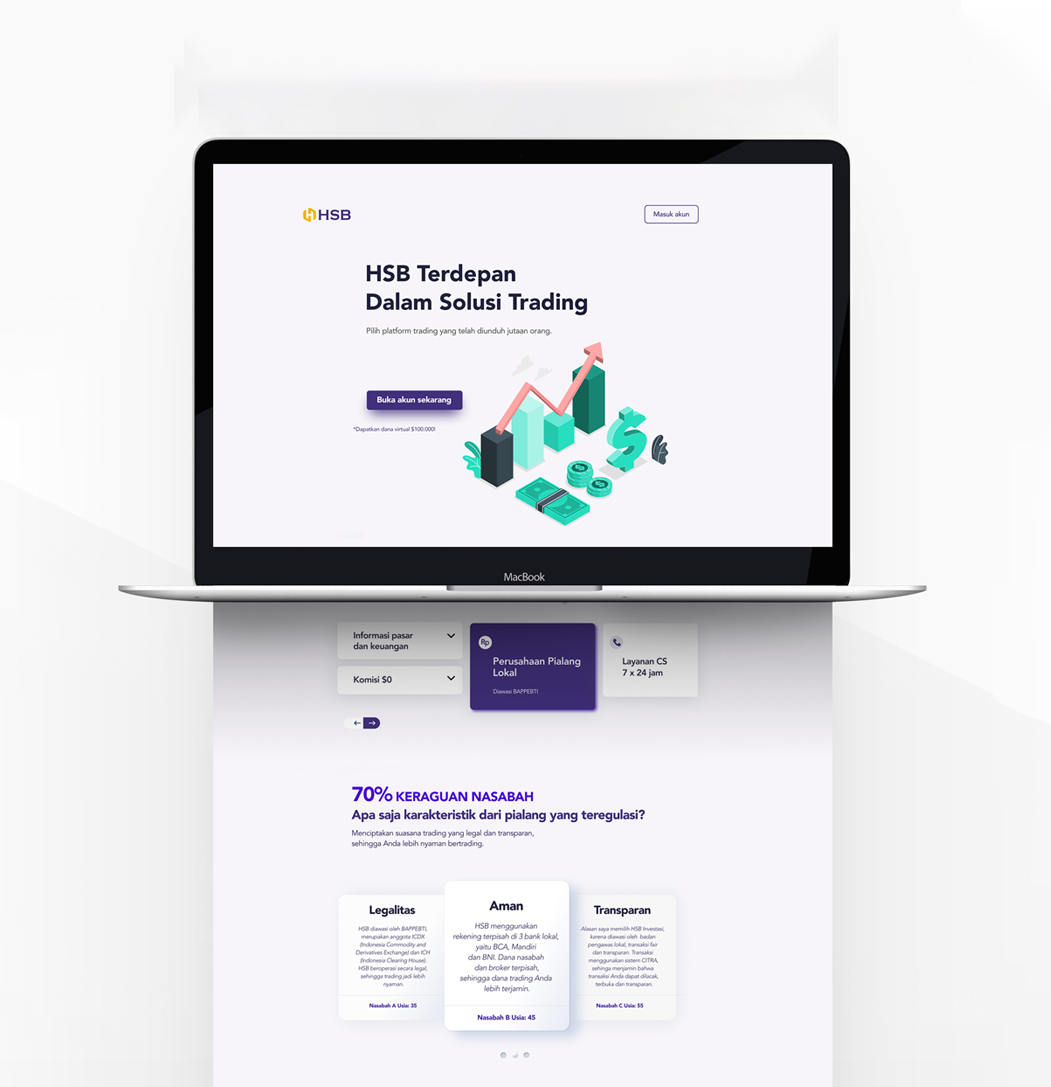 HSB
Masuk akun
HSB Terdepan
Dalam Solusi Trading
Pilih platform trading yang telah diunduh jutaan orang.
Buka akun sekarang
*Dapatkan dana virtual $100.000!
MacBook
Informasi pasar
dan keuangan
Komisi $0
Rp
Perusahaan Pialang
Lokal
Diawasi BAPPEBTI
Layanan CS
7 x 24 jam
70% KERAGUAN NASABAH
Apa saja karakteristik dari pialang yang teregulasi?
Menciptakan suasana trading yang legal dan transparan,
sehingga Anda lebih nyaman bertrading.
Legalitas
HSB diawasi oleh BAPPEBTI,
merupakan anggota ICDX
(Indonesia Commodity and
Derivatives Exchange) dan ICH
(Indonesia Clearing House).
HSB beroperasi secara legal,
sehingga trading jadi lebih
nyaman.
Nasabah A Usia: 35
Aman
HSB menggunakan
rekening terpisah di 3 bank lokal,
yaitu BCA, Mandiri
dan BNI. Dana nasabah
dan broker terpisah,
sehingga dana trading Anda
lebih terjamin.
Nasabah B Usia: 45
Transparan
Alasan saya memilih HSB Investasi,
karena diawasi oleh badan
pengawas lokal, transaksi fair
dan transparan. Transaksi
menggunakan sistem CITRA,
sehinga menjamin bahwa
transaksi Anda dapat dilacak,
terbuka dan transparan.
Nasabah C Usia: 55